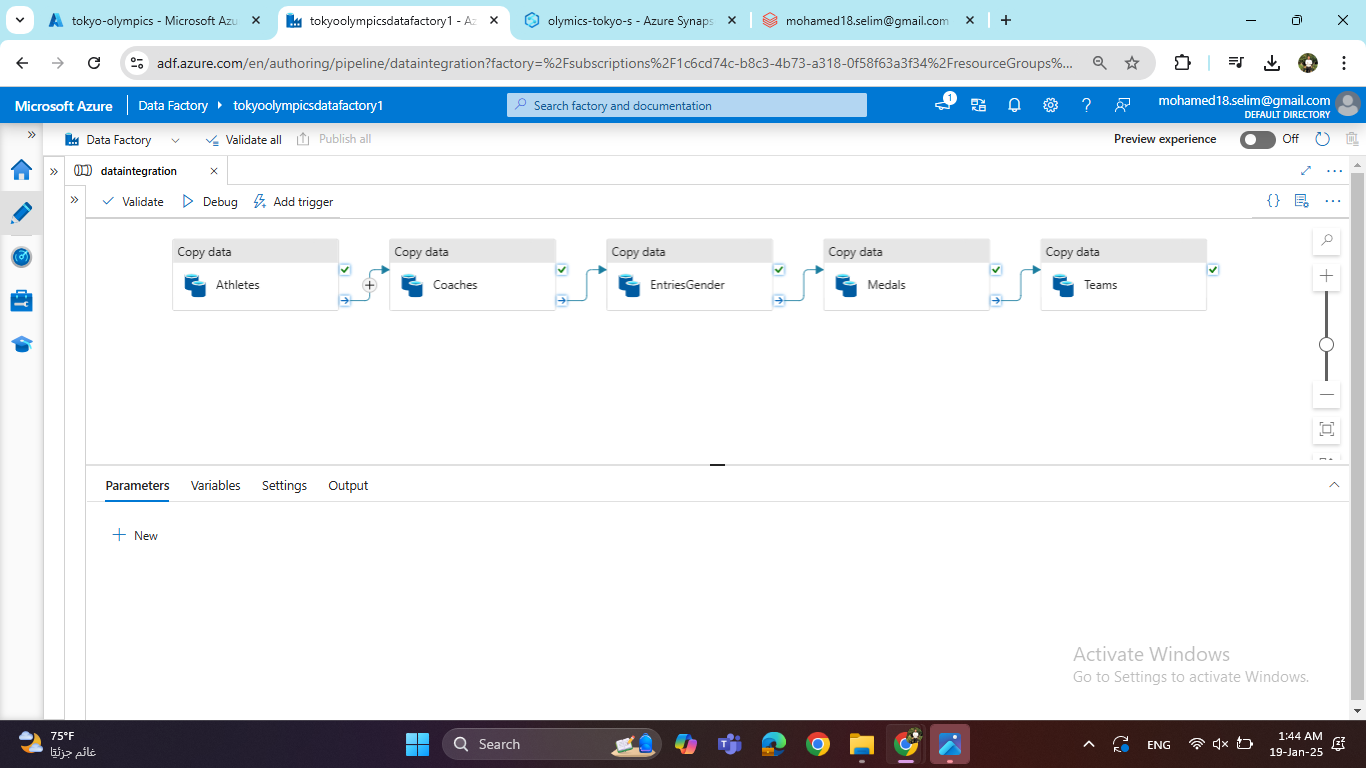 tokyo-olympics - Microsoft Azu
tokyoolympicsdatafactory1 - Az
olymics-tokyo-s - Azure Synaps
mohamed18.selim@gmail.com
adf.azure.com/en/authoring/pipeline/dataintegration?factory=%2Fsubscriptions%2F1c6cd74c-b8c3-4b73-a318-0f58f63a3f34%2FresourceGroups%...
Microsoft Azure
Data Factory
tokyoolympicsdatafactory1
Search factory and documentation
1
mohamed18.selim@gmail.com
DEFAULT DIRECTORY
Data Factory
Validate all
Publish all
Preview experience
Off
dataintegration
Validate
Debug
Add trigger
Copy data
Athletes
Copy data
Coaches
Copy data
EntriesGender
Copy data
Medals
Copy data
Teams
Parameters
Variables
Settings
Output
New
Activate Windows
Go to Settings to activate Windows.
75°F
غائم جزئيًا
Search
ENG
1:44 AM
19-Jan-25